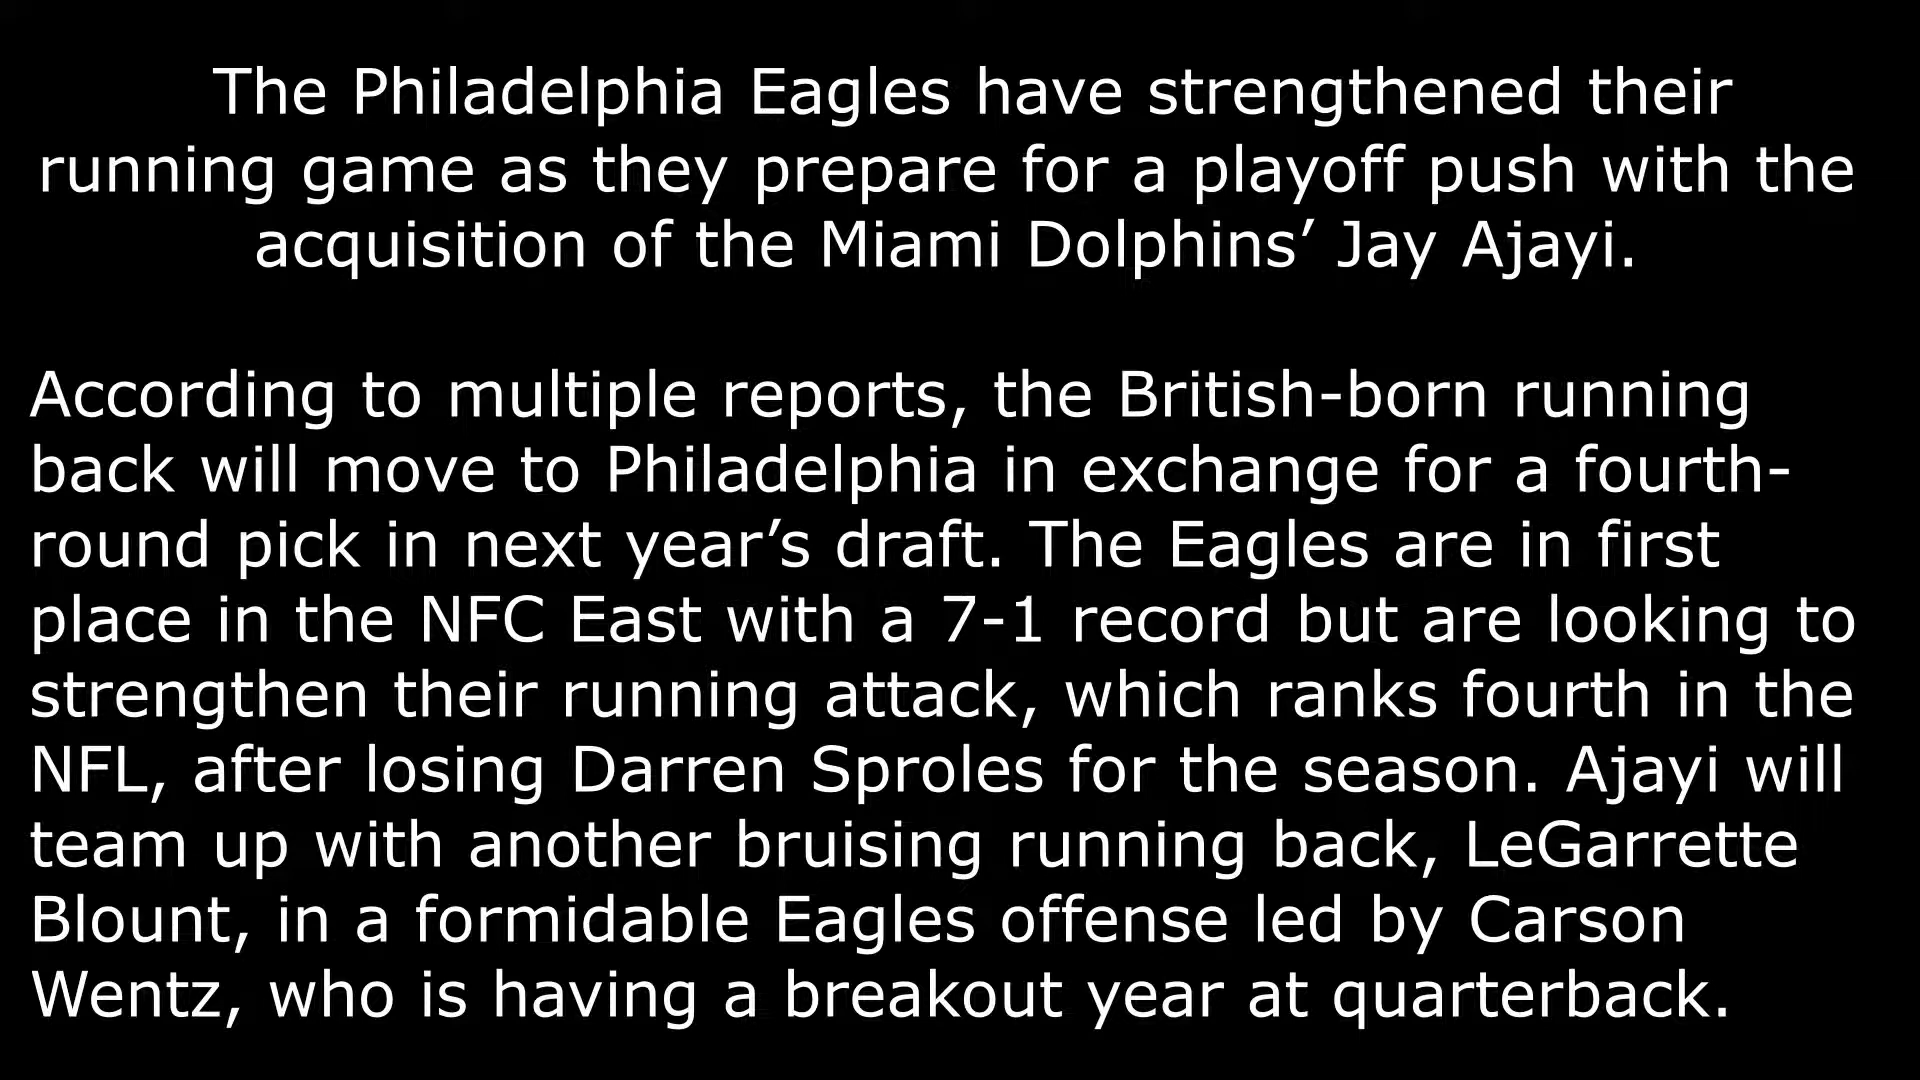 The Philadelphia Eagles have strengthened their
running game as they prepare for a playoff push with the
acquisition of the Miami Dolphins’ Jay Ajayi.
According to multiple reports, the British-born running
back will move to Philadelphia in exchange for a fourth-
round pick in next year’s draft. The Eagles are in first
place in the NFC East with a 7-1 record but are looking to
strengthen their running attack, which ranks fourth in the
NFL, after losing Darren Sproles for the season. Ajayi will
team up with another bruising running back, LeGarrette
Blount, in a formidable Eagles offense led by Carson
Wentz, who is having a breakout year at quarterback.